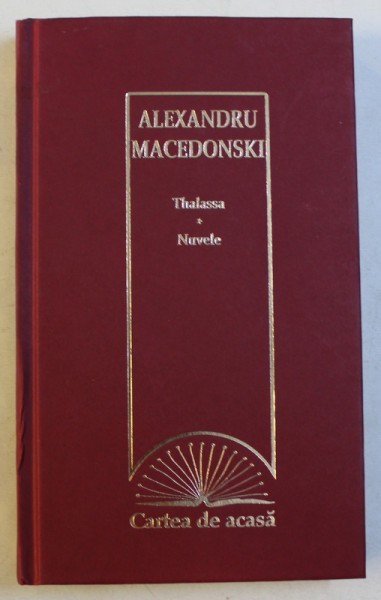 ALEXANDRU
MACEDONSKI
Thalassa
*
Nuvele
Cartea de acasă